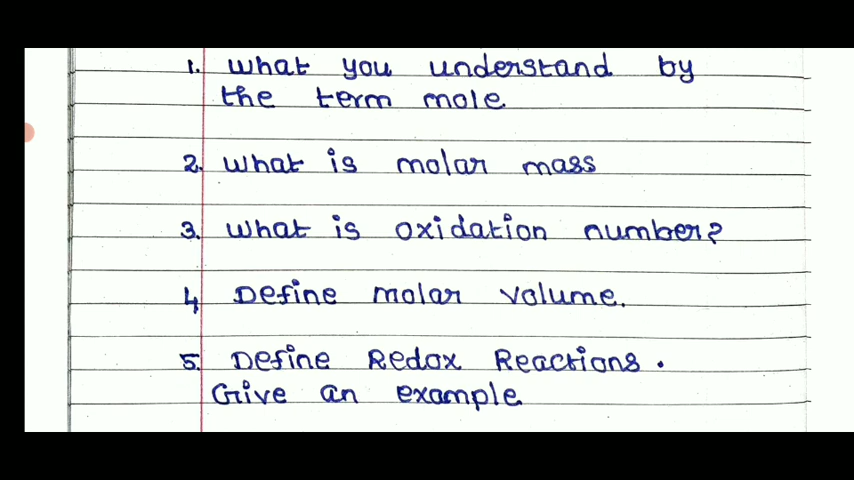 1. What you understand by
the term mole
2. What is molar mass
3. What is oxidation number?
4 Define molar volume.
5. Define Redox Reactions.
Give an example